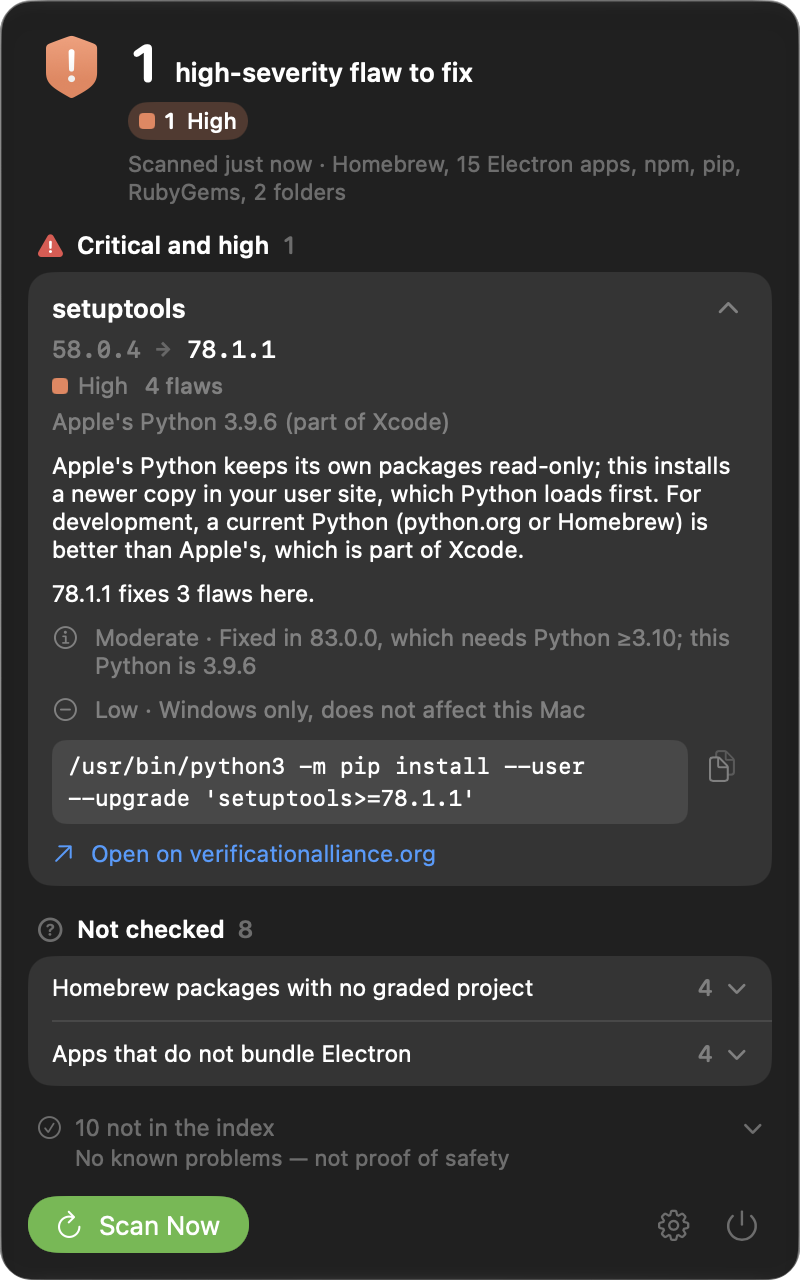 1 high-severity flaw to fix
1 High
Scanned just now · Homebrew, 15 Electron apps, npm, pip,
RubyGems, 2 folders
Critical and high 1
setuptools
58.0.4 → 78.1.1
High 4 flaws
Apple's Python 3.9.6 (part of Xcode)
Apple's Python keeps its own packages read-only; this installs
a newer copy in your user site, which Python loads first. For
development, a current Python (python.org or Homebrew) is
better than Apple's, which is part of Xcode.
78.1.1 fixes 3 flaws here.
Moderate · Fixed in 83.0.0, which needs Python ≥3.10; this
Python is 3.9.6
Low · Windows only, does not affect this Mac
/usr/bin/python3 -m pip install --user
--upgrade 'setuptools>=78.1.1'
Open on verificationalliance.org
Not checked 8
Homebrew packages with no graded project 4
Apps that do not bundle Electron 4
10 not in the index
No known problems — not proof of safety
Scan Now